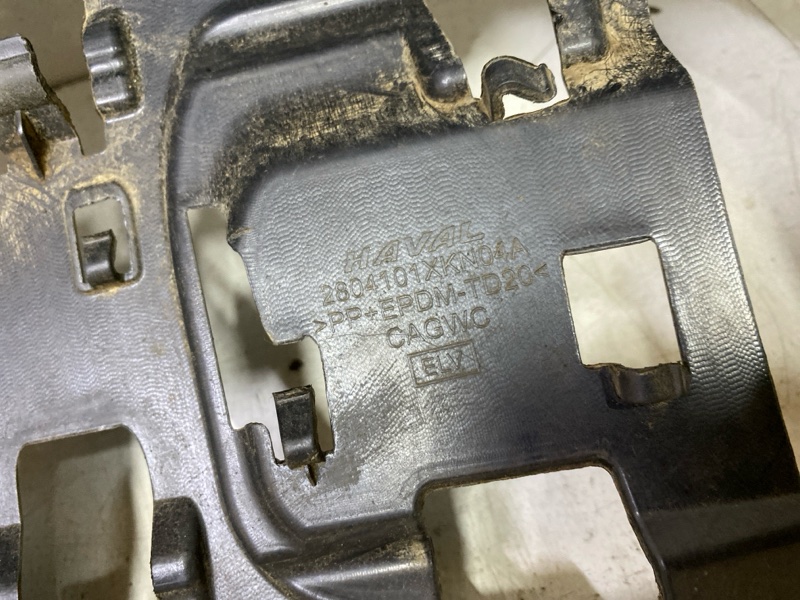 HAVAL
2804101XKN04A
>PP+EPDM-TD20<
CAGWC
ELV